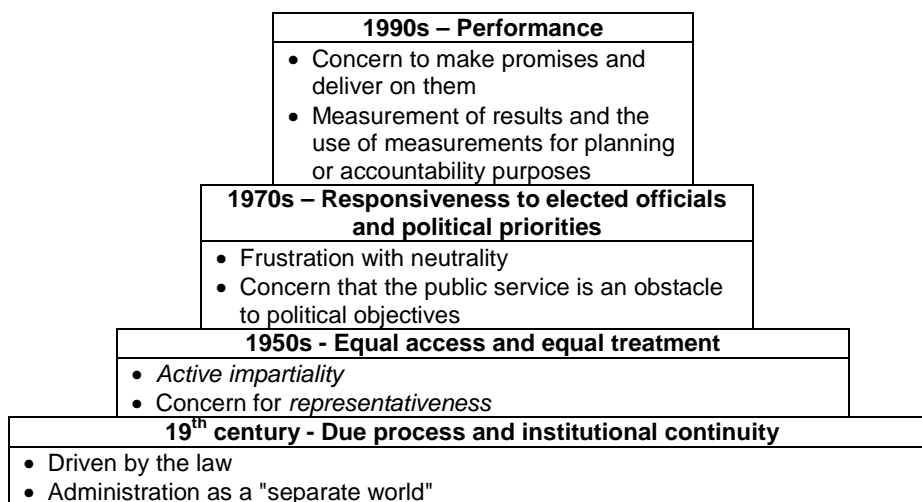 1990s – Performance
• Concern to make promises and
deliver on them
• Measurement of results and the
use of measurements for planning
or accountability purposes
1970s – Responsiveness to elected officials
and political priorities
• Frustration with neutrality
• Concern that the public service is an obstacle
to political objectives
1950s - Equal access and equal treatment
• Active impartiality
• Concern for representativeness
19th century - Due process and institutional continuity
• Driven by the law
• Administration as a "separate world"